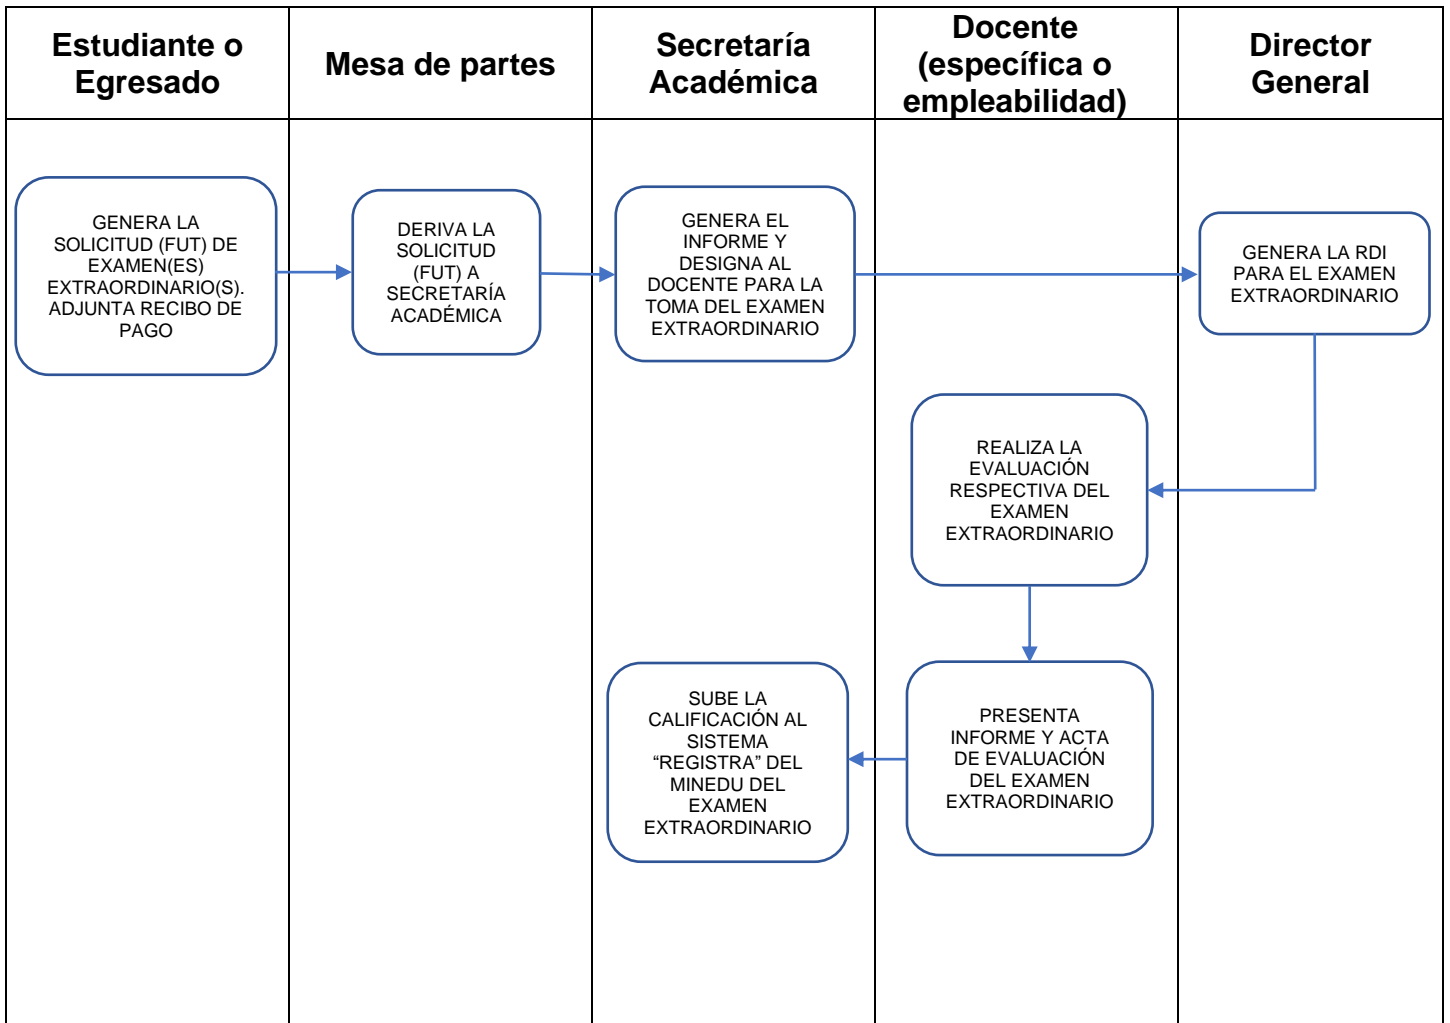 Estudiante o
Egresado
Mesa de partes
Secretaría
Académica
Docente
(específica o
empleabilidad)
Director
General
GENERA LA
SOLICITUD (FUT) DE
EXAMEN(ES)
EXTRAORDINARIO(S).
ADJUNTA RECIBO DE
PAGO
DERIVA LA
SOLICITUD
(FUT) A
SECRETARÍA
ACADÉMICA
GENERA EL
INFORME Y
DESIGNA AL
DOCENTE PARA LA
TOMA DEL EXAMEN
EXTRAORDINARIO
GENERA LA RDI
PARA EL EXAMEN
EXTRAORDINARIO
REALIZA LA
EVALUACIÓN
RESPECTIVA DEL
EXAMEN
EXTRAORDINARIO
PRESENTA
INFORME Y ACTA
DE EVALUACIÓN
DEL EXAMEN
EXTRAORDINARIO
SUBE LA
CALIFICACIÓN AL
SISTEMA
“REGISTRA” DEL
MINEDU DEL
EXAMEN
EXTRAORDINARIO